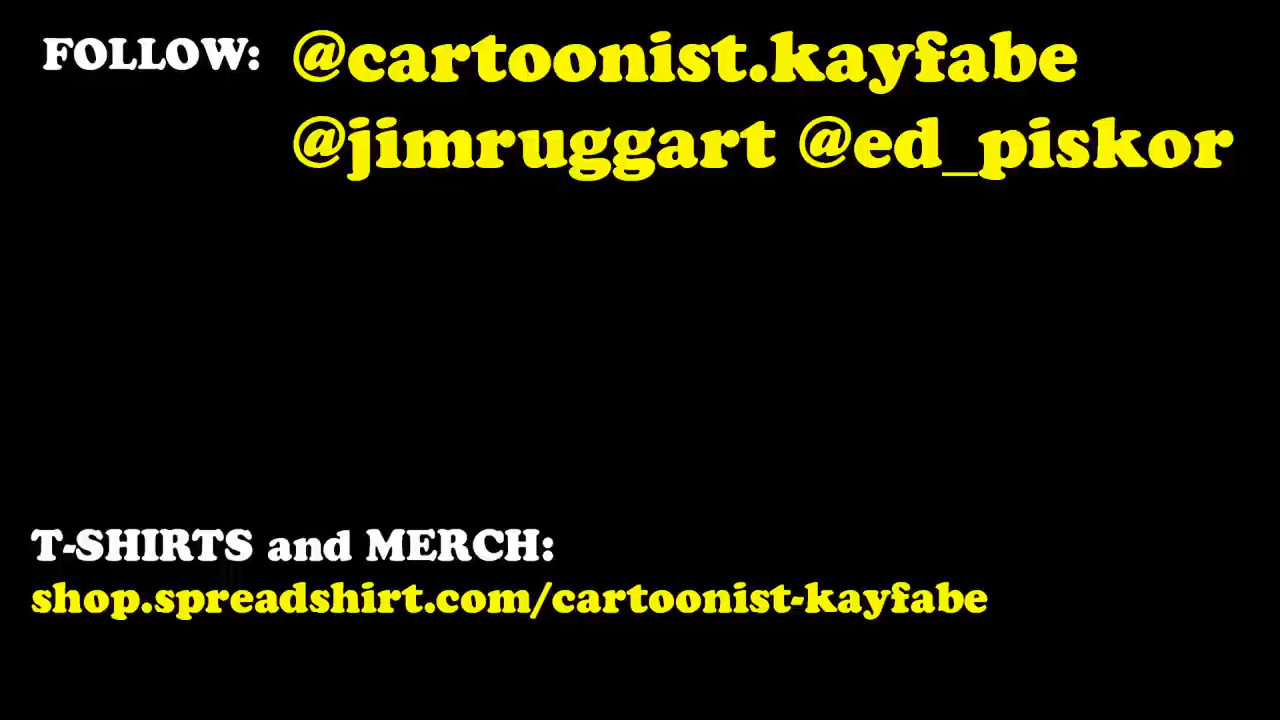 FOLLOW: @cartoonist.kayfabe
@jimruggart @ed_piskor
T-SHIRTS and MERCH:
shop.spreadshirt.com/cartoonist-kayfabe